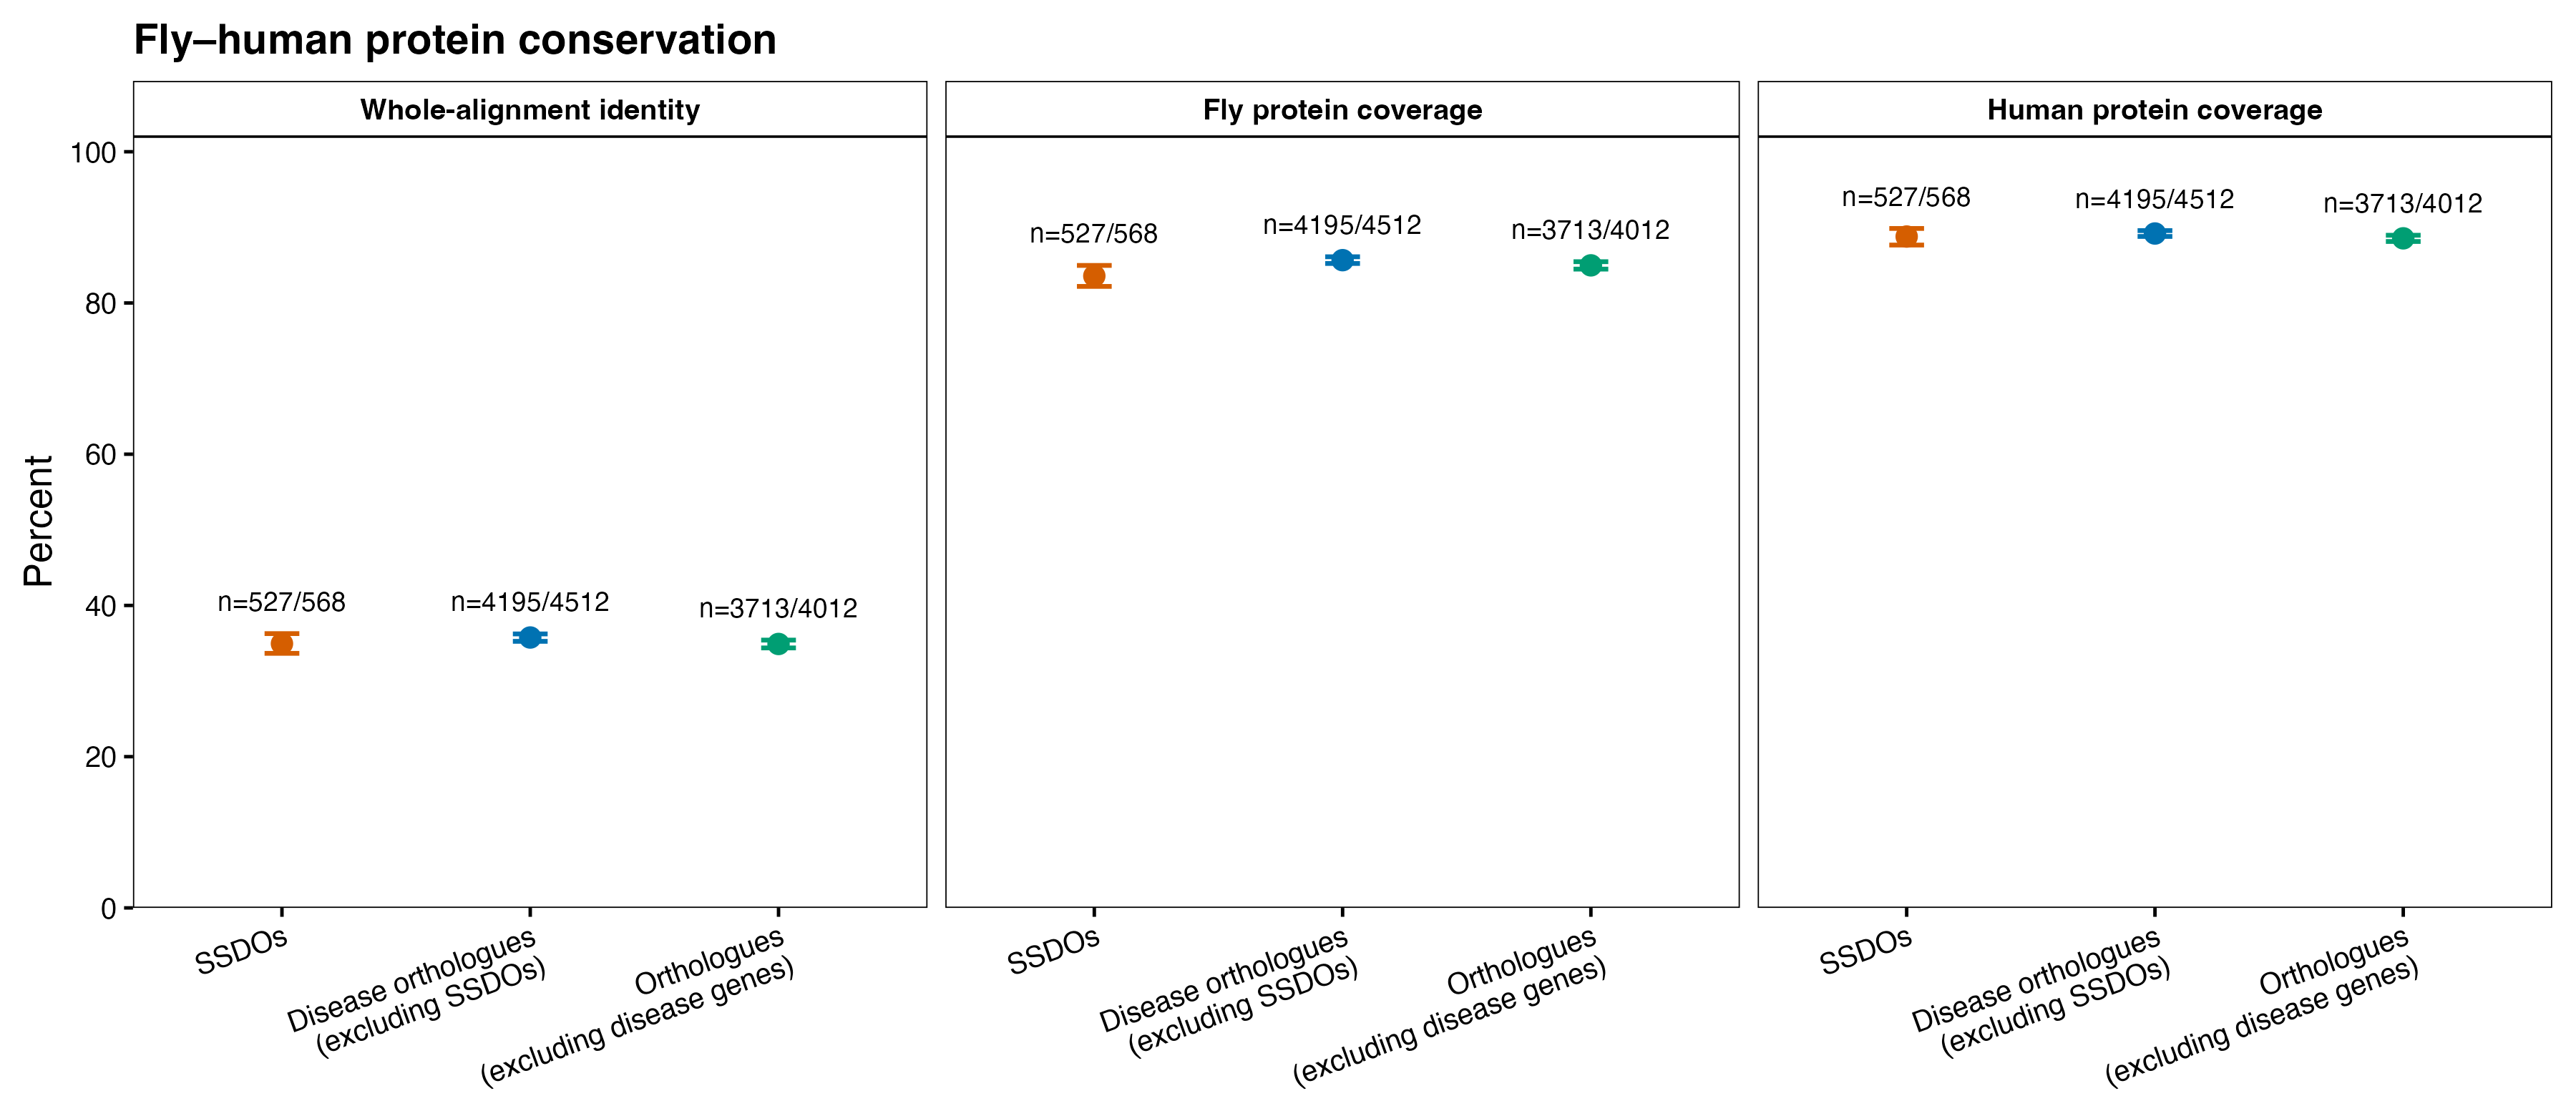 Fly–human protein conservation
Whole-alignment identity
Fly protein coverage
Human protein coverage
Percent
100
80
60
40
20
0
n=527/568
n=4195/4512
n=3713/4012
n=527/568
n=4195/4512
n=3713/4012
n=527/568
n=4195/4512
n=3713/4012
SSDOs
Disease orthologues
(excluding SSDOs)
Orthologues
(excluding disease genes)
SSDOs
Disease orthologues
(excluding SSDOs)
Orthologues
(excluding disease genes)
SSDOs
Disease orthologues
(excluding SSDOs)
Orthologues
(excluding disease genes)